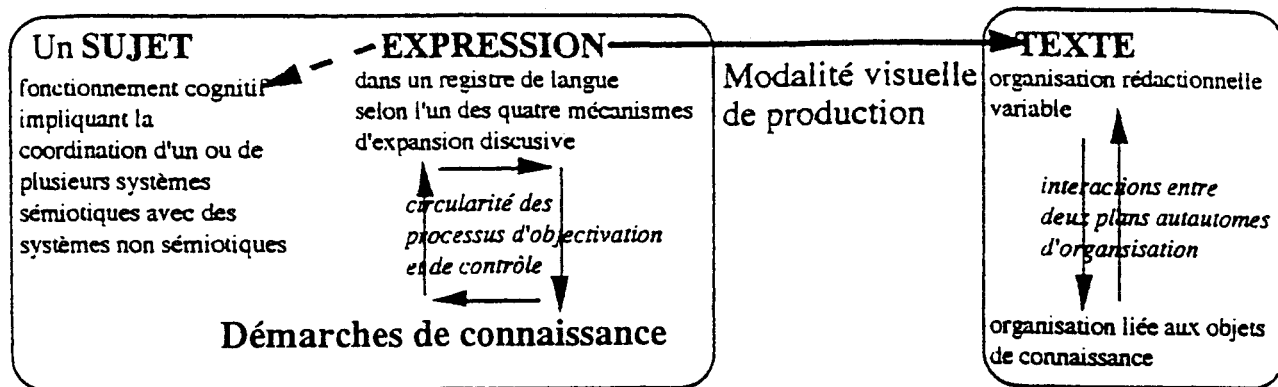 Un SUJET
fonctionnement cognitif
impliquant la
coordination d'un ou de
plusieurs systèmes
sémiotiques avec des
systèmes non sémiotiques
EXPRESSION
dans un registre de langue
selon l'un des quatre mécanismes
d'expansion discusive
circularité des
processus d'objectivation
et de contrôle
Démarches de connaissance
Modalité visuelle
de production
TEXTE
organisation rédactionnelle
variable
interactions entre
deux plans autautomes
d'organsisation
organisation liée aux objets
de connaissance